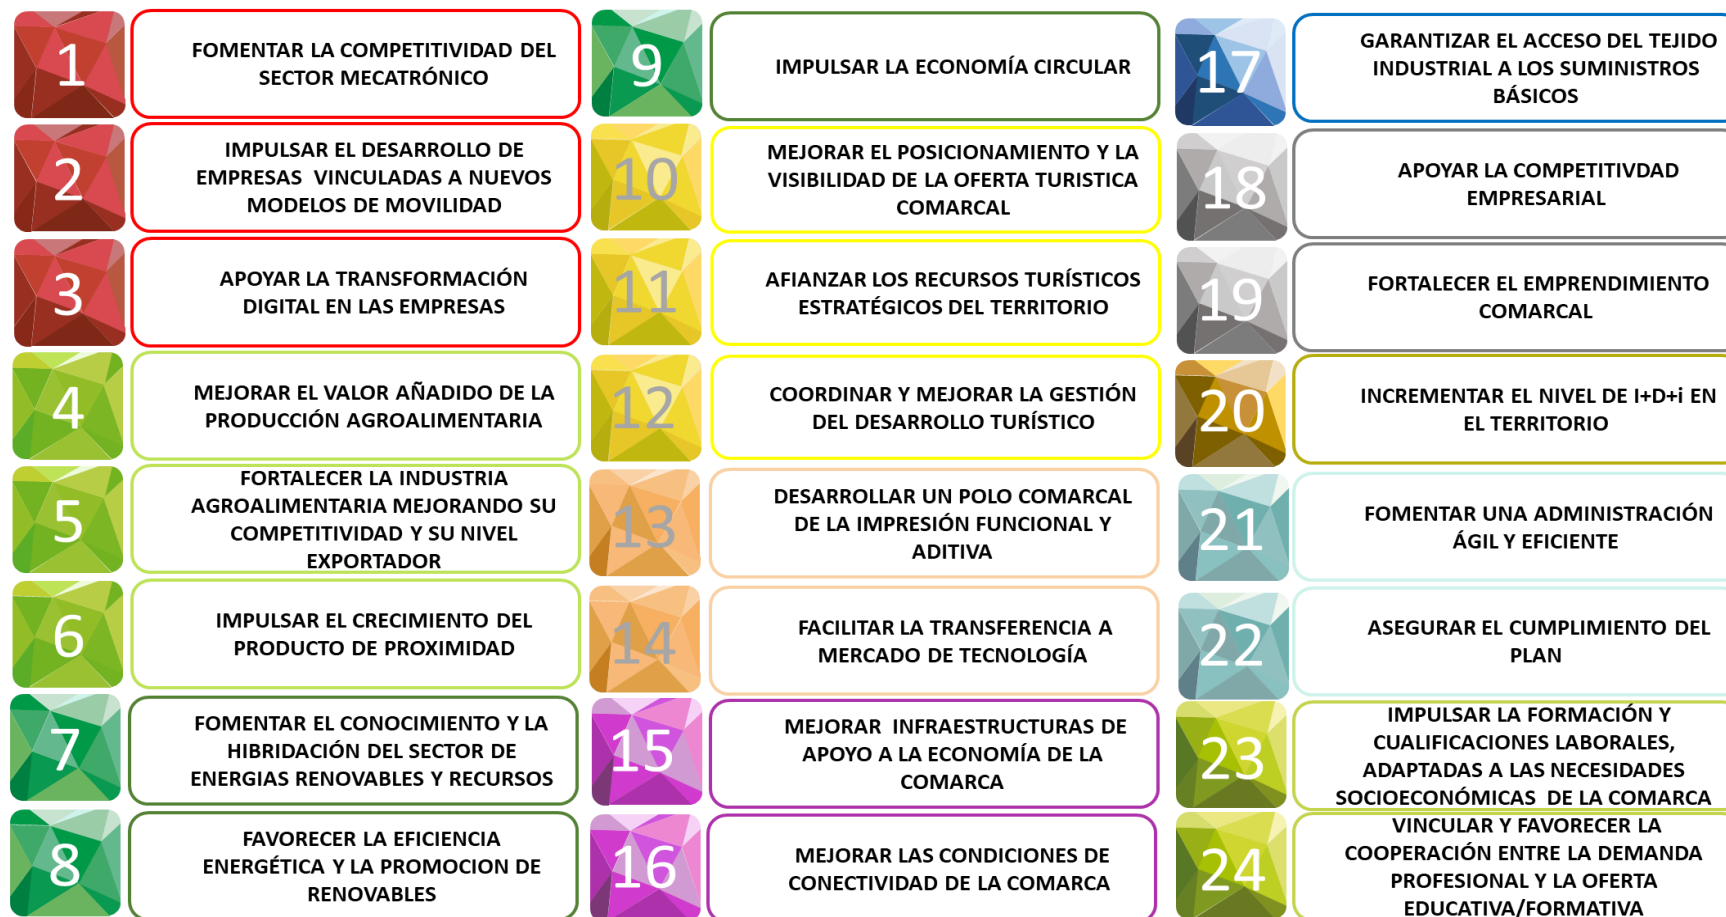 1
FOMENTAR LA COMPETITIVIDAD DEL
SECTOR MECATRÓNICO
2
IMPULSAR EL DESARROLLO DE
EMPRESAS VINCULADAS A NUEVOS
MODELOS DE MOVILIDAD
3
APOYAR LA TRANSFORMACIÓN
DIGITAL EN LAS EMPRESAS
4
MEJORAR EL VALOR AÑADIDO DE LA
PRODUCCIÓN AGROALIMENTARIA
5
FORTALECER LA INDUSTRIA
AGROALIMENTARIA MEJORANDO SU
COMPETITIVIDAD Y SU NIVEL
EXPORTADOR
6
IMPULSAR EL CRECIMIENTO DEL
PRODUCTO DE PROXIMIDAD
7
FOMENTAR EL CONOCIMIENTO Y LA
HIBRIDACIÓN DEL SECTOR DE
ENERGIAS RENOVABLES Y RECURSOS
8
FAVORECER LA EFICIENCIA
ENERGÉTICA Y LA PROMOCION DE
RENOVABLES
9
IMPULSAR LA ECONOMÍA CIRCULAR
10
MEJORAR EL POSICIONAMIENTO Y LA
VISIBILIDAD DE LA OFERTA TURISTICA
COMARCAL
11
AFIANZAR LOS RECURSOS TURÍSTICOS
ESTRATÉGICOS DEL TERRITORIO
12
COORDINAR Y MEJORAR LA GESTIÓN
DEL DESARROLLO TURÍSTICO
13
DESARROLLAR UN POLO COMARCAL
DE LA IMPRESIÓN FUNCIONAL Y
ADITIVA
14
FACILITAR LA TRANSFERENCIA A
MERCADO DE TECNOLOGÍA
15
MEJORAR INFRAESTRUCTURAS DE
APOYO A LA ECONOMÍA DE LA
COMARCA
16
MEJORAR LAS CONDICIONES DE
CONECTIVIDAD DE LA COMARCA
17
GARANTIZAR EL ACCESO DEL TEJIDO
INDUSTRIAL A LOS SUMINISTROS
BÁSICOS
18
APOYAR LA COMPETITIVDAD
EMPRESARIAL
19
FORTALECER EL EMPRENDIMIENTO
COMARCAL
20
INCREMENTAR EL NIVEL DE I+D+i EN
EL TERRITORIO
21
FOMENTAR UNA ADMINISTRACIÓN
ÁGIL Y EFICIENTE
22
ASEGURAR EL CUMPLIMIENTO DEL
PLAN
23
IMPULSAR LA FORMACIÓN Y
CUALIFICACIONES LABORALES,
ADAPTADAS A LAS NECESIDADES
SOCIOECONÓMICAS DE LA COMARCA
24
VINCULAR Y FAVORECER LA
COOPERACIÓN ENTRE LA DEMANDA
PROFESIONAL Y LA OFERTA
EDUCATIVA/FORMATIVA